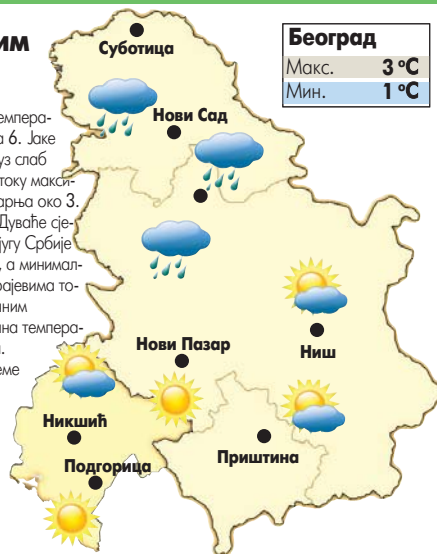 им
темпера-
а 6. Јаке
уз слаб
току макси-
арња око 3.
Дуваће сје-
југу Србије
, а минимал-
рајевима то-
ним
на темпера-
еме
Суботица
Нови Сад
Београд
Макс. 3 °C
Мин. 1 °C
Нови Пазар
Ниш
Никшић
Подгорица
Приштина